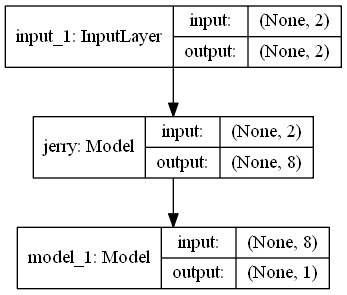 input_1: InputLayer
input: (None, 2)
output: (None, 2)
jerry: Model
input: (None, 2)
output: (None, 8)
model_1: Model
input: (None, 8)
output: (None, 1)